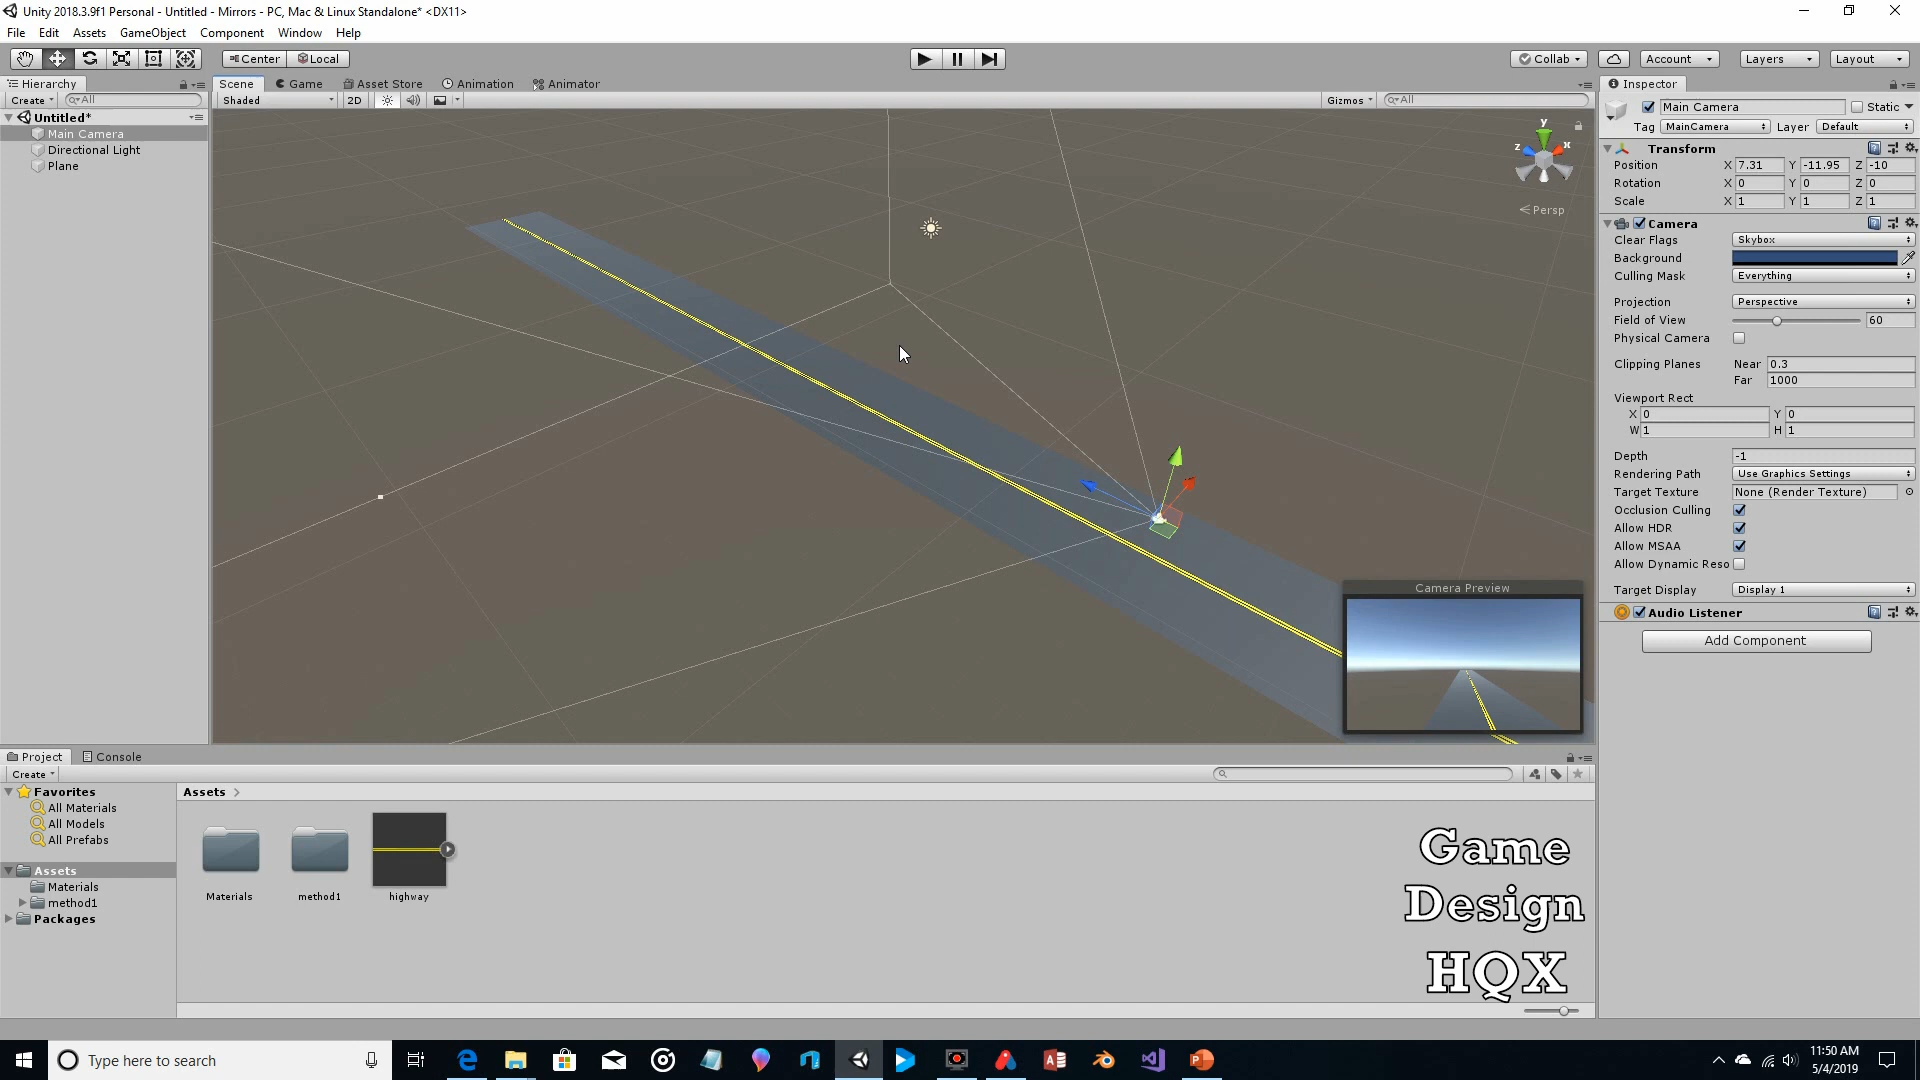 Unity 2018.3.9f1 Personal - Untitled - Mirrors - PC, Mac & Linux Standalone* <DX11>
File Edit Assets GameObject Component Window Help
Center Local
Collab Account Layers Layout
Hierarchy
Create All
Untitled*
Main Camera
Directional Light
Plane
Scene Game Asset Store Animation Animator
Shaded 2D Gizmos All
y
z x
Persp
Camera Preview
Inspector
Main Camera Static
Tag MainCamera Layer Default
Transform
Position X 7.31 Y -11.95 Z -10
Rotation X 0 Y 0 Z 0
Scale X 1 Y 1 Z 1
Camera
Clear Flags Skybox
Background
Culling Mask Everything
Projection Perspective
Field of View 60
Physical Camera
Clipping Planes Near 0.3
Far 1000
Viewport Rect
X 0 Y 0
W 1 H 1
Depth -1
Rendering Path Use Graphics Settings
Target Texture None (Render Texture)
Occlusion Culling
Allow HDR
Allow MSAA
Allow Dynamic Reso
Target Display Display 1
Audio Listener
Add Component
Project Console
Create
Favorites
All Materials
All Models
All Prefabs
Assets
Materials
method1
Packages
Assets
Materials method1 highway
Game
Design
HQX
Type here to search
11:50 AM
5/4/2019